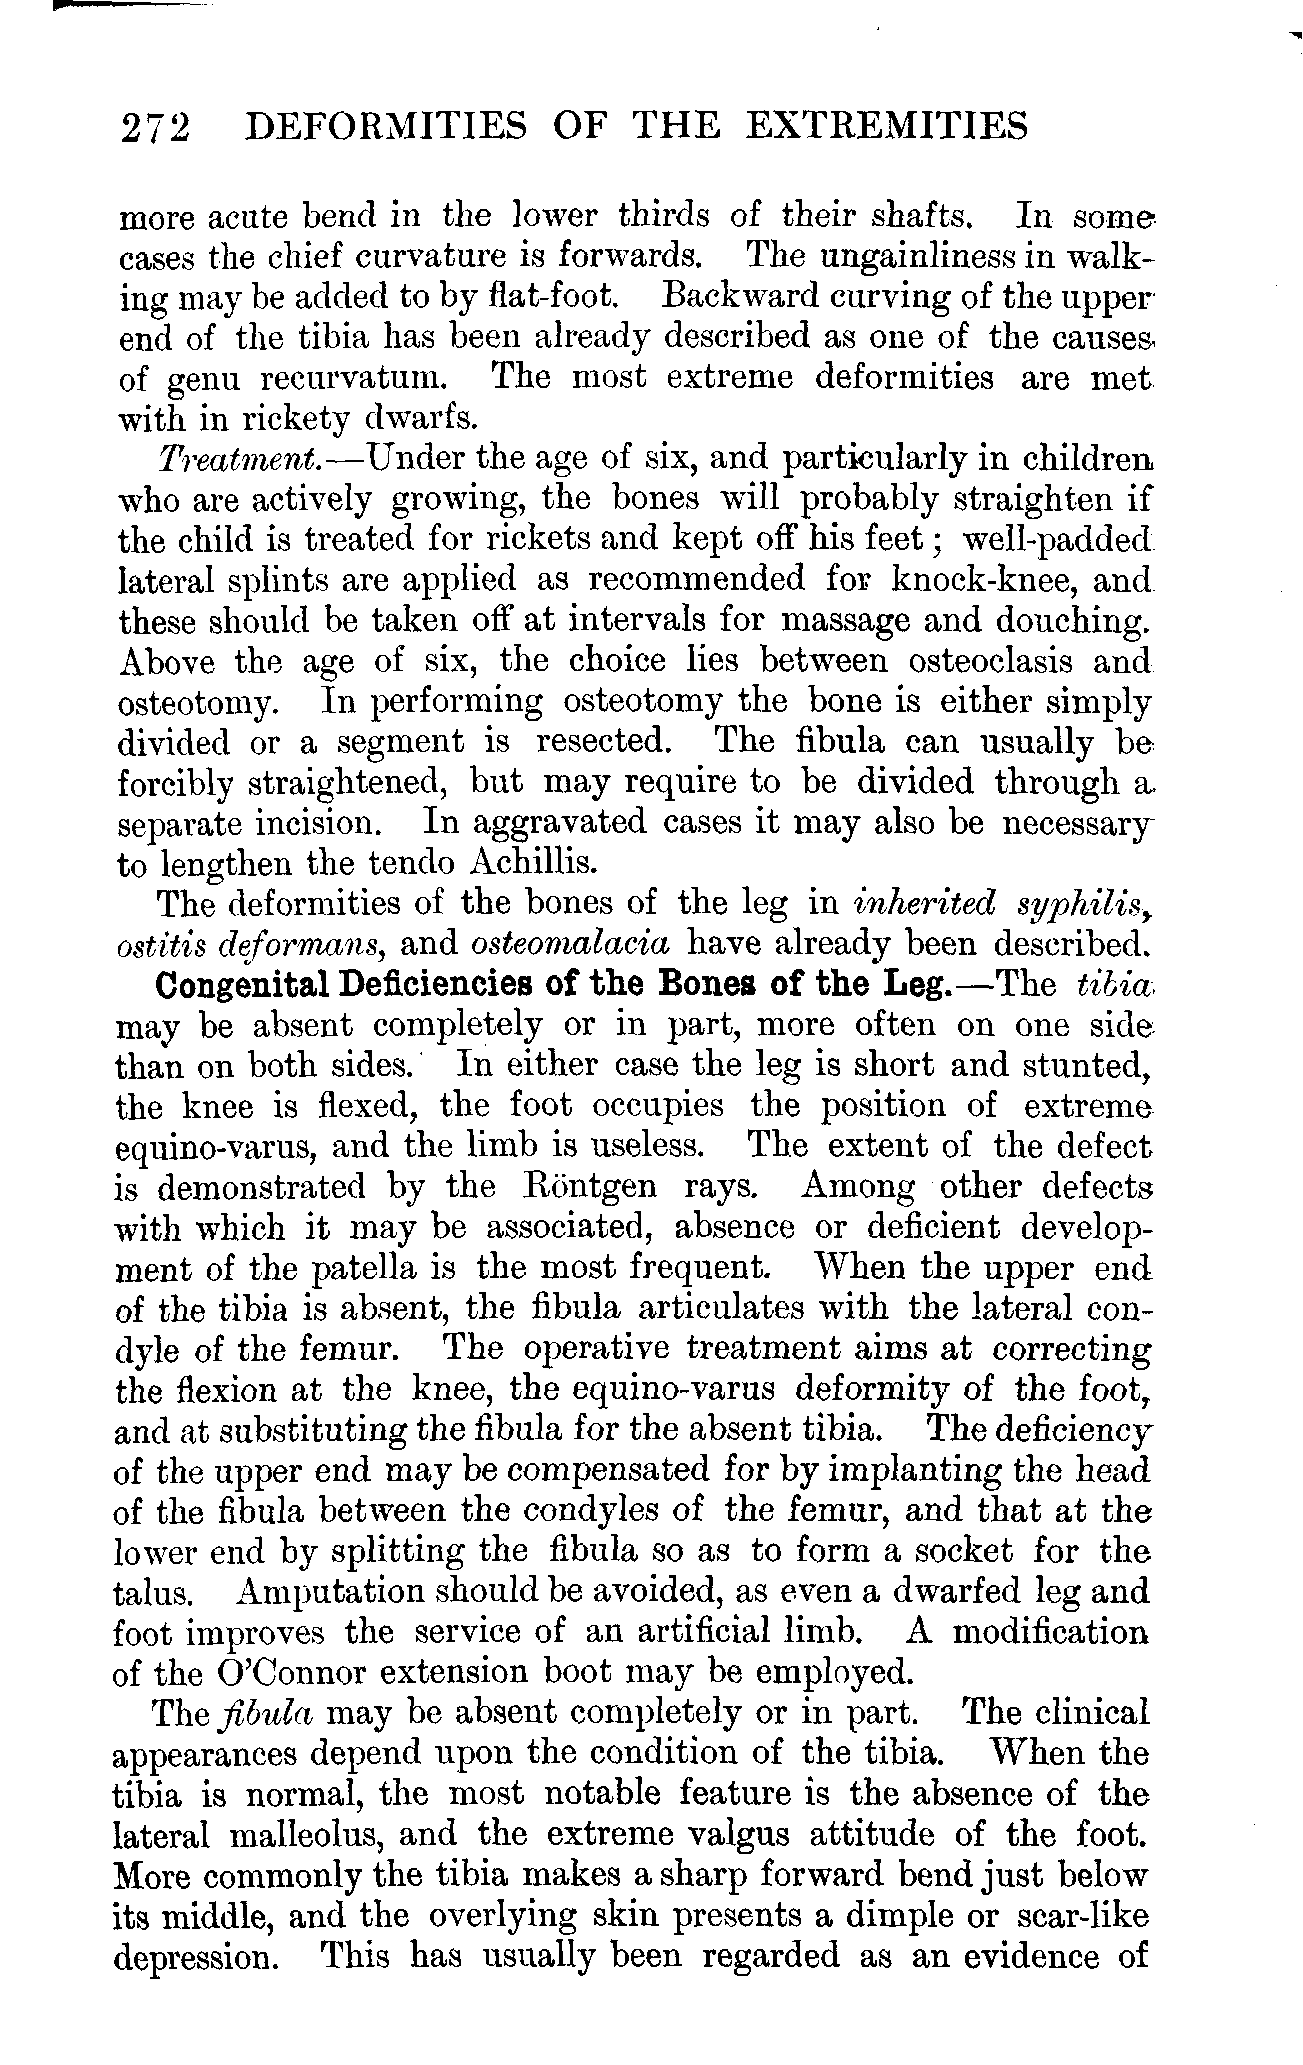 272 DEFORMITIES OF THE EXTREMITIES
more acute bend in the lower thirds of their shafts. In some
cases the chief curvature is forwards. The ungainliness in walk-
ing may be added to by flat-foot. Backward curving of the upper
end of the tibia has been already described as one of the causes
of genu recurvatum. The most extreme deformities are met
with in rickety dwarfs.
Treatment.—Under the age of six, and particularly in children
who are actively growing, the bones will probably straighten if
the child is treated for rickets and kept off his feet; well-padded
lateral splints are applied as recommended for knock-knee, and
these should be taken off at intervals for massage and douching.
Above the age of six, the choice lies between osteoclasis and
osteotomy. In performing osteotomy the bone is either simply
divided or a segment is resected. The fibula can usually be
forcibly straightened, but may require to be divided through a
separate incision. In aggravated cases it may also be necessary
to lengthen the tendo Achillis.
The deformities of the bones of the leg in inherited syphilis,
ostitis deformans, and osteomalacia have already been described.
Congenital Deficiencies of the Bones of the Leg.—The tibia
may be absent completely or in part, more often on one side
than on both sides. In either case the leg is short and stunted,
the knee is flexed, the foot occupies the position of extreme
equino-varus, and the limb is useless. The extent of the defect
is demonstrated by the Röntgen rays. Among other defects
with which it may be associated, absence or deficient develop-
ment of the patella is the most frequent. When the upper end
of the tibia is absent, the fibula articulates with the lateral con-
dyle of the femur. The operative treatment aims at correcting
the flexion at the knee, the equino-varus deformity of the foot,
and at substituting the fibula for the absent tibia. The deficiency
of the upper end may be compensated for by implanting the head
of the fibula between the condyles of the femur, and that at the
lower end by splitting the fibula so as to form a socket for the
talus. Amputation should be avoided, as even a dwarfed leg and
foot improves the service of an artificial limb. A modification
of the O'Connor extension boot may be employed.
The fibula may be absent completely or in part. The clinical
appearances depend upon the condition of the tibia. When the
tibia is normal, the most notable feature is the absence of the
lateral malleolus, and the extreme valgus attitude of the foot.
More commonly the tibia makes a sharp forward bend just below
its middle, and the overlying skin presents a dimple or scar-like
depression. This has usually been regarded as an evidence of